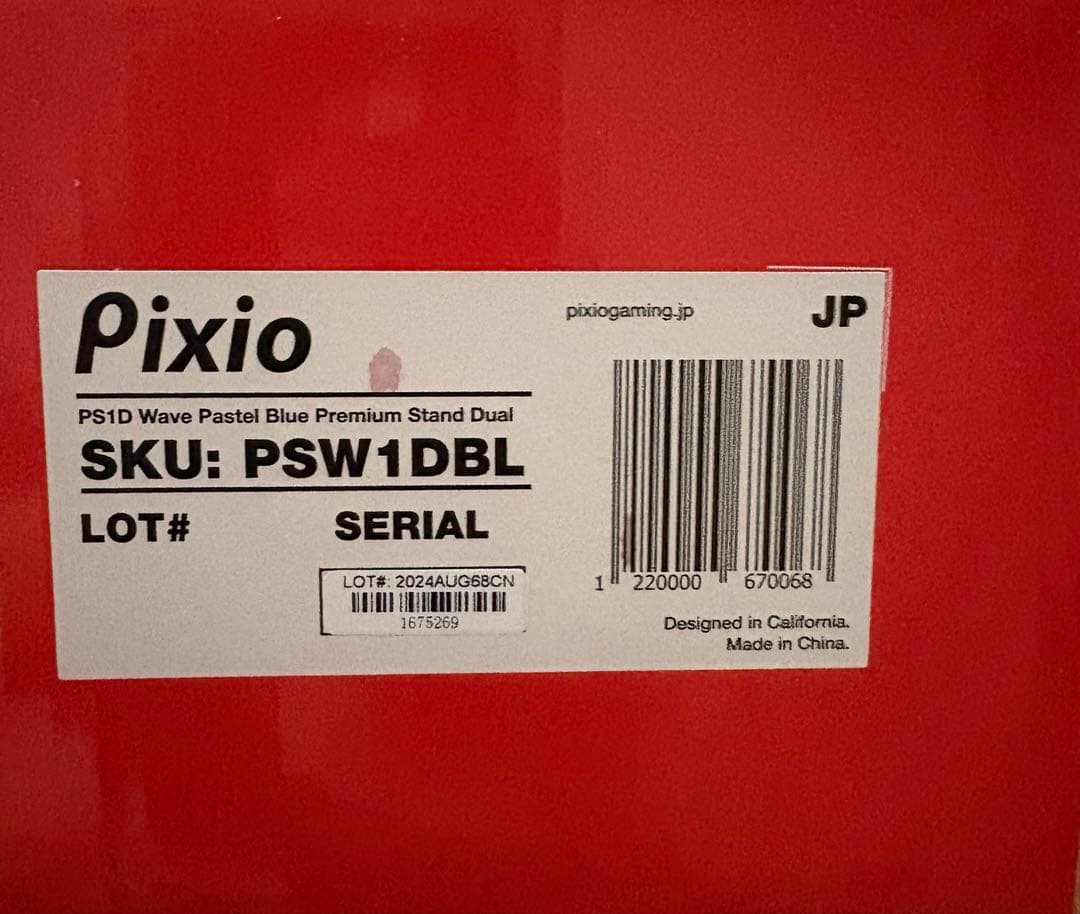 Pixio
pixiogaming.jp
JP
PS1D Wave Pastel Blue Premium Stand Dual
SKU: PSW1DBL
LOT#
SERIAL
LOT#: 2024AUG68CN
1675269
1 220000 670068
Designed in California.
Made in China.